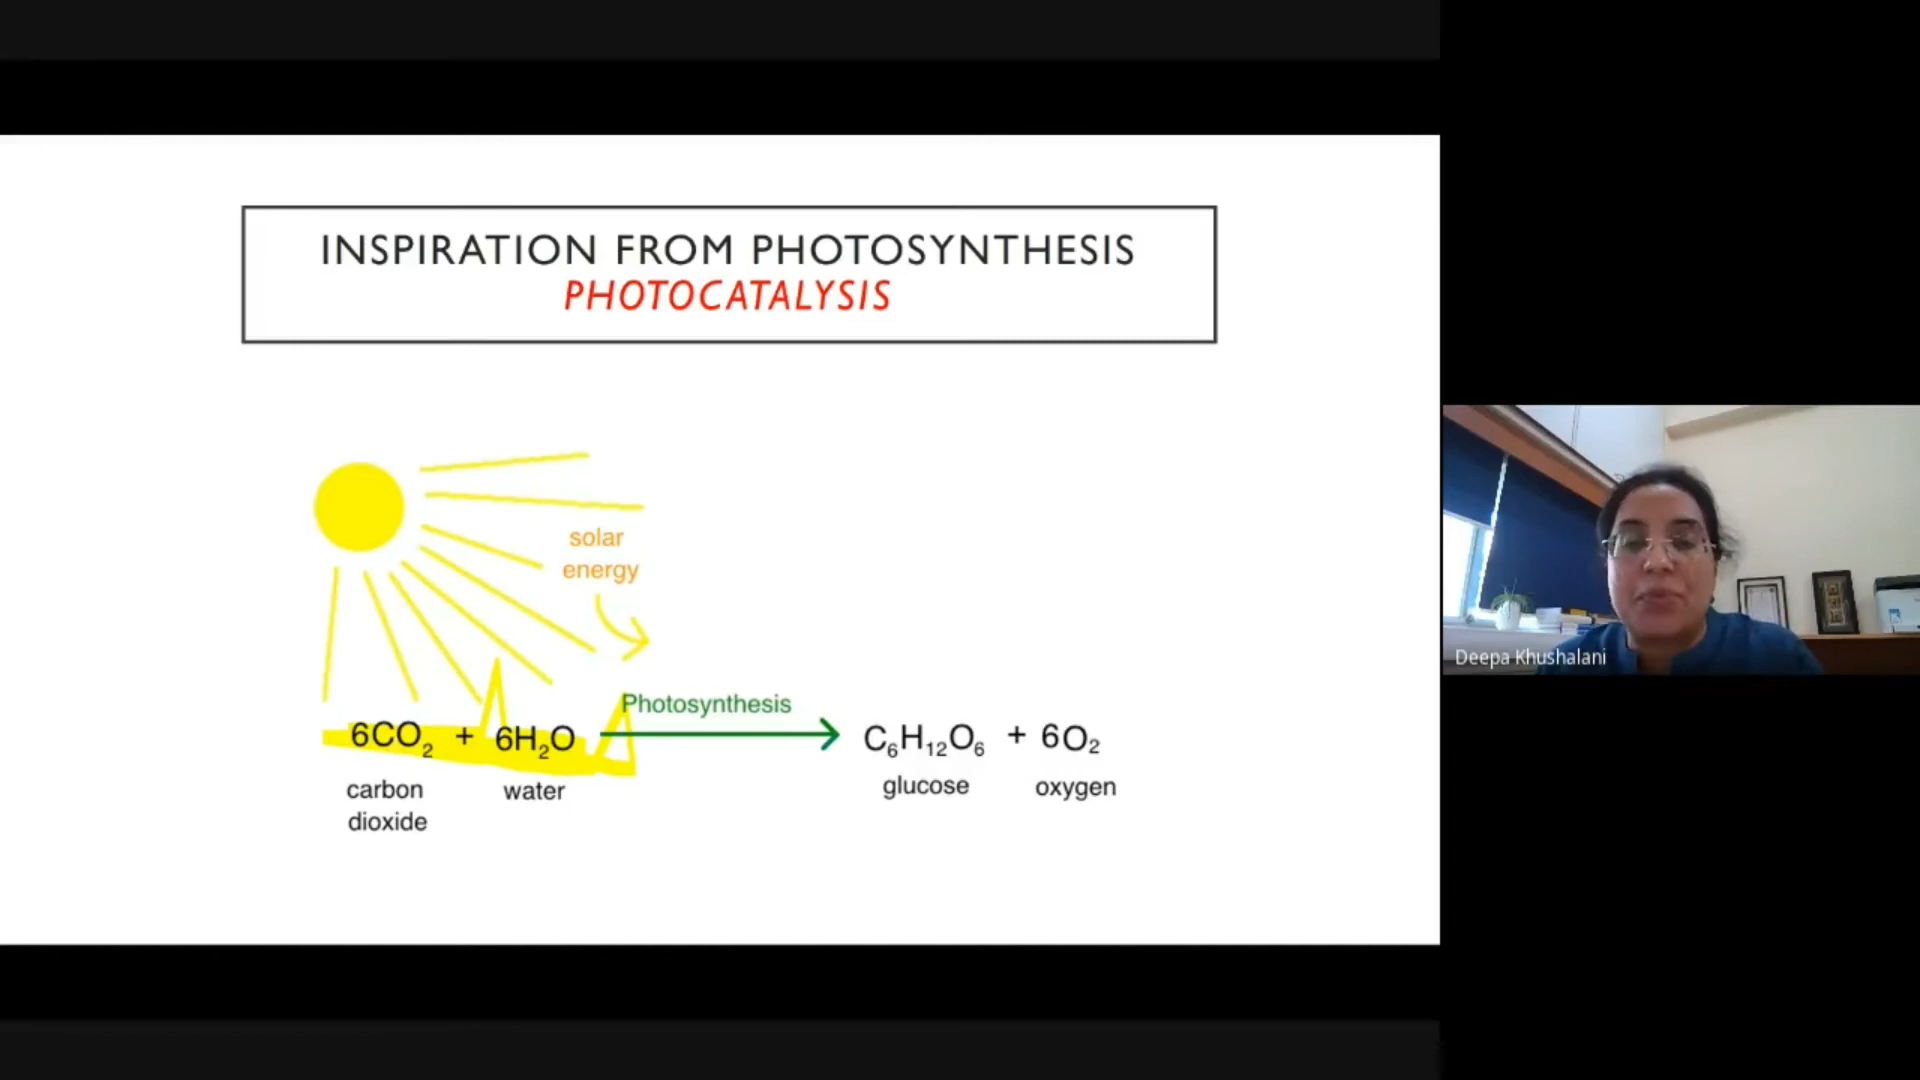 INSPIRATION FROM PHOTOSYNTHESIS
PHOTOCATALYSIS
solar
energy
Photosynthesis
6CO₂ + 6H₂O C₆H₁₂O₆ + 6O₂
carbon
dioxide
water
glucose
oxygen
Deepa Khushalani